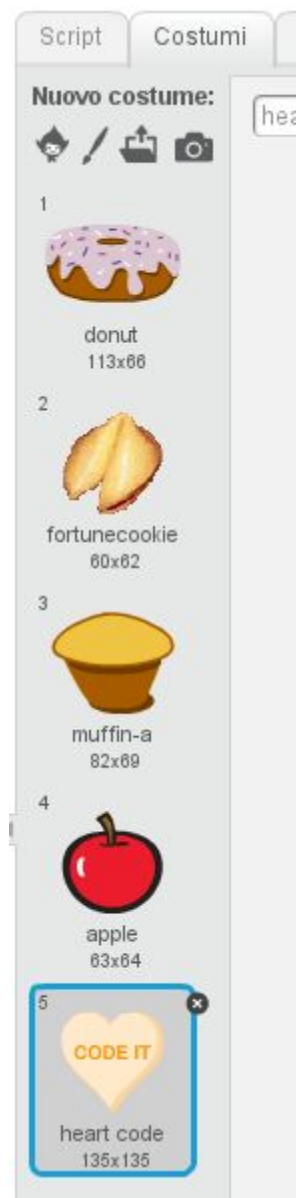 Script
Costumi
Nuovo costume:
hea
1
donut
113x66
2
fortunecookie
60x62
3
muffin-a
82x69
4
apple
63x64
5
CODE IT
heart code
135x135